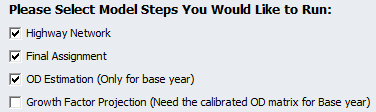 Please Select Model Steps You Would Like to Run:
Highway Network
Final Assignment
OD Estimation (Only for base year)
Growth Factor Projection (Need the calibrated OD matrix for Base year)